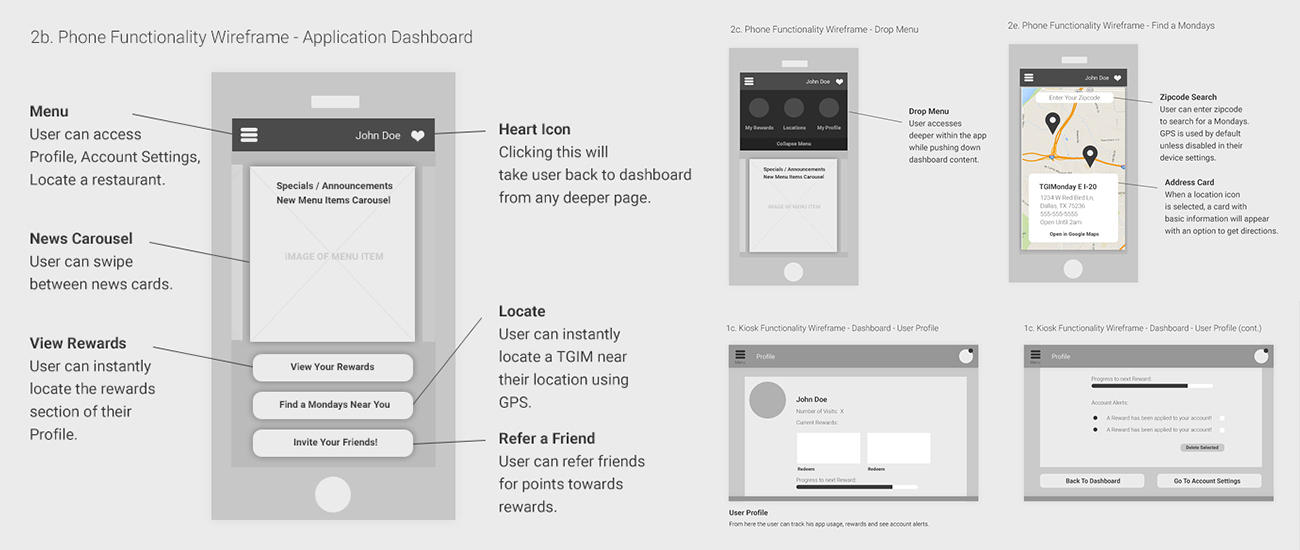 2b. Phone Functionality Wireframe - Application Dashboard
Menu
User can access
Profile, Account Settings,
Locate a restaurant.
News Carousel
User can swipe
between news cards.
View Rewards
User can instantly
locate the rewards
section of their
Profile.
John Doe
Specials / Announcements
New Menu Items Carousel
IMAGE OF MENU ITEM
View Your Rewards
Find a Mondays Near You
Invite Your Friends!
Heart Icon
Clicking this will
take user back to dashboard
from any deeper page.
Locate
User can instantly
locate a TGIM near
their location using
GPS.
Refer a Friend
User can refer friends
for points towards
rewards.
2c. Phone Functionality Wireframe - Drop Menu
John Doe
My Rewards
Locations
My Profile
Collapse Menu
Specials / Announcements
New Menu Items Carousel
IMAGE OF MENU ITEM
Drop Menu
User accesses
deeper within the app
while pushing down
dashboard content.
2e. Phone Functionality Wireframe - Find a Mondays
John Doe
Enter Your Zipcode
TGIMonday E I-20
1234 W Red Bird Ln,
Dallas, TX 75236
555-555-5555
Open Until 2am
Open in Google Maps
Zipcode Search
User can enter zipcode
to search for a Mondays.
GPS is used by default
unless disabled in their
device settings.
Address Card
When a location icon
is selected, a card with
basic information will appear
with an option to get directions.
1c. Kiosk Functionality Wireframe - Dashboard - User Profile
Menu
Profile
John Doe
Number of Visits: X
Current Rewards:
Redeem
Redeem
Progress to next Reward:
User Profile
From here the user can track his app usage, rewards and see account alerts.
1c. Kiosk Functionality Wireframe - Dashboard - User Profile (cont.)
Menu
Profile
Progress to next Reward:
Account Alerts:
A Reward has been applied to your account!
A Reward has been applied to your account!
Delete Selected
Back To Dashboard
Go To Account Settings